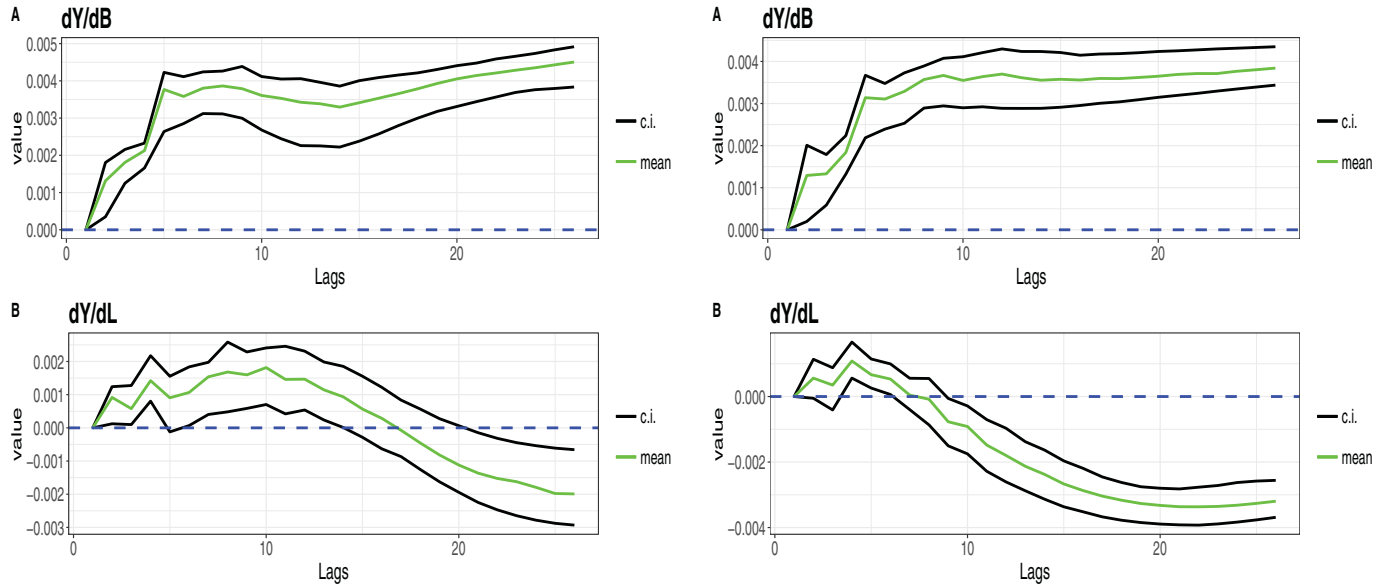 A
dY/dB
0.005
0.004
0.003
0.002
0.001
0.000
value
0
10
20
Lags
c.i.
mean
A
dY/dB
0.004
0.003
0.002
0.001
0.000
value
0
10
20
Lags
c.i.
mean
B
dY/dL
0.002
0.001
0.000
−0.001
−0.002
−0.003
value
0
10
20
Lags
c.i.
mean
B
dY/dL
0.000
−0.002
−0.004
value
0
10
20
Lags
c.i.
mean